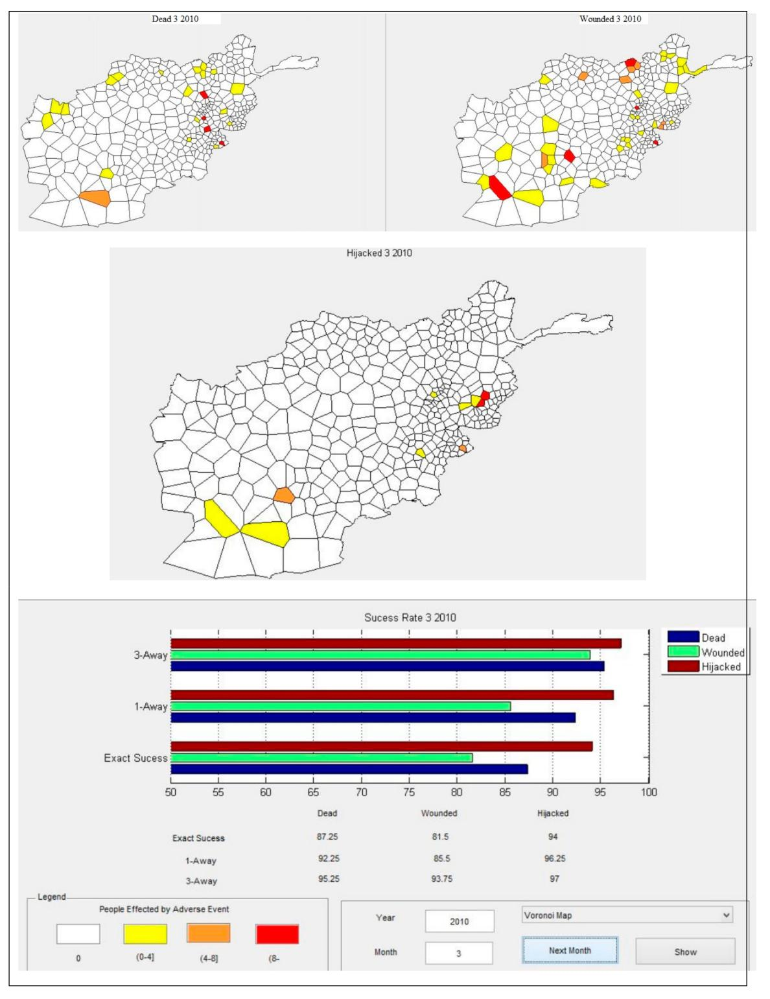 Dead 3 2010
Wounded 3 2010
Hijacked 3 2010
Sucess Rate 3 2010
Dead
Wounded
Hijacked
3-Away
1-Away
Exact Sucess
50 55 60 65 70 75 80 85 90 95 100
Dead Wounded Hijacked
Exact Sucess 87.25 81.5 94
1-Away 92.25 85.5 96.25
3-Away 95.25 93.75 97
Legend
People Effected by Adverse Event
0 (0-4] (4-8] (8-
Year 2010 Voronoi Map
Month 3 Next Month Show